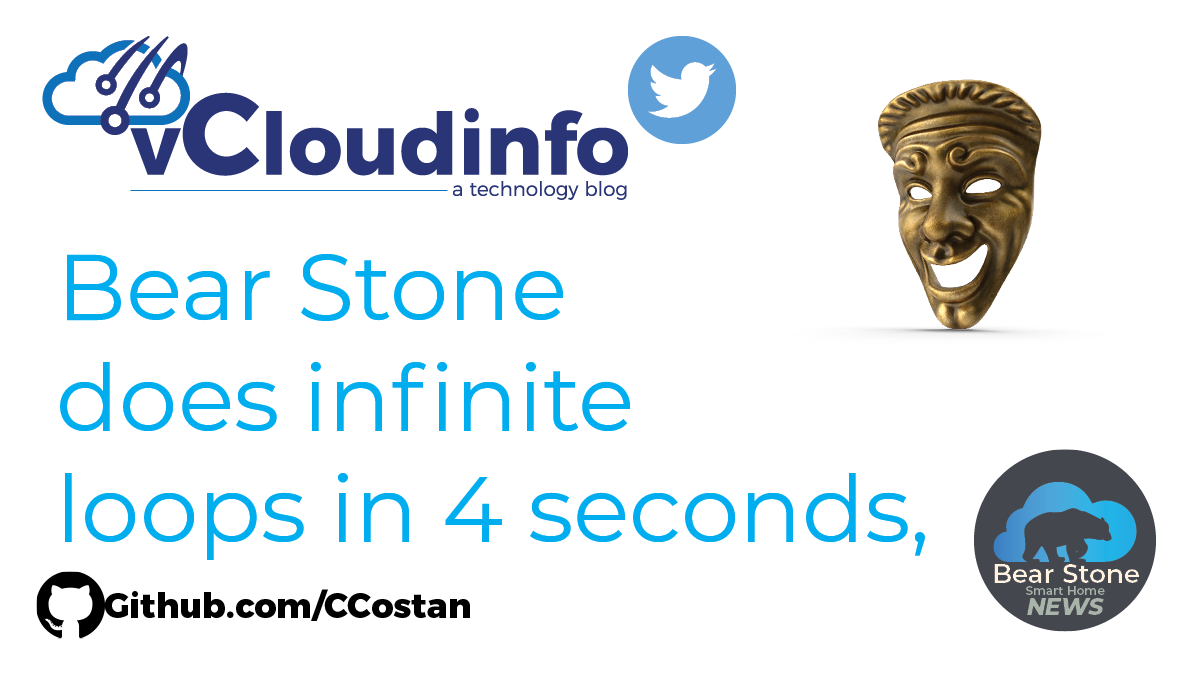 vCloudinfo
a technology blog
Bear Stone
does infinite
loops in 4 seconds,
Github.com/CCostan
Bear Stone
Smart Home
NEWS